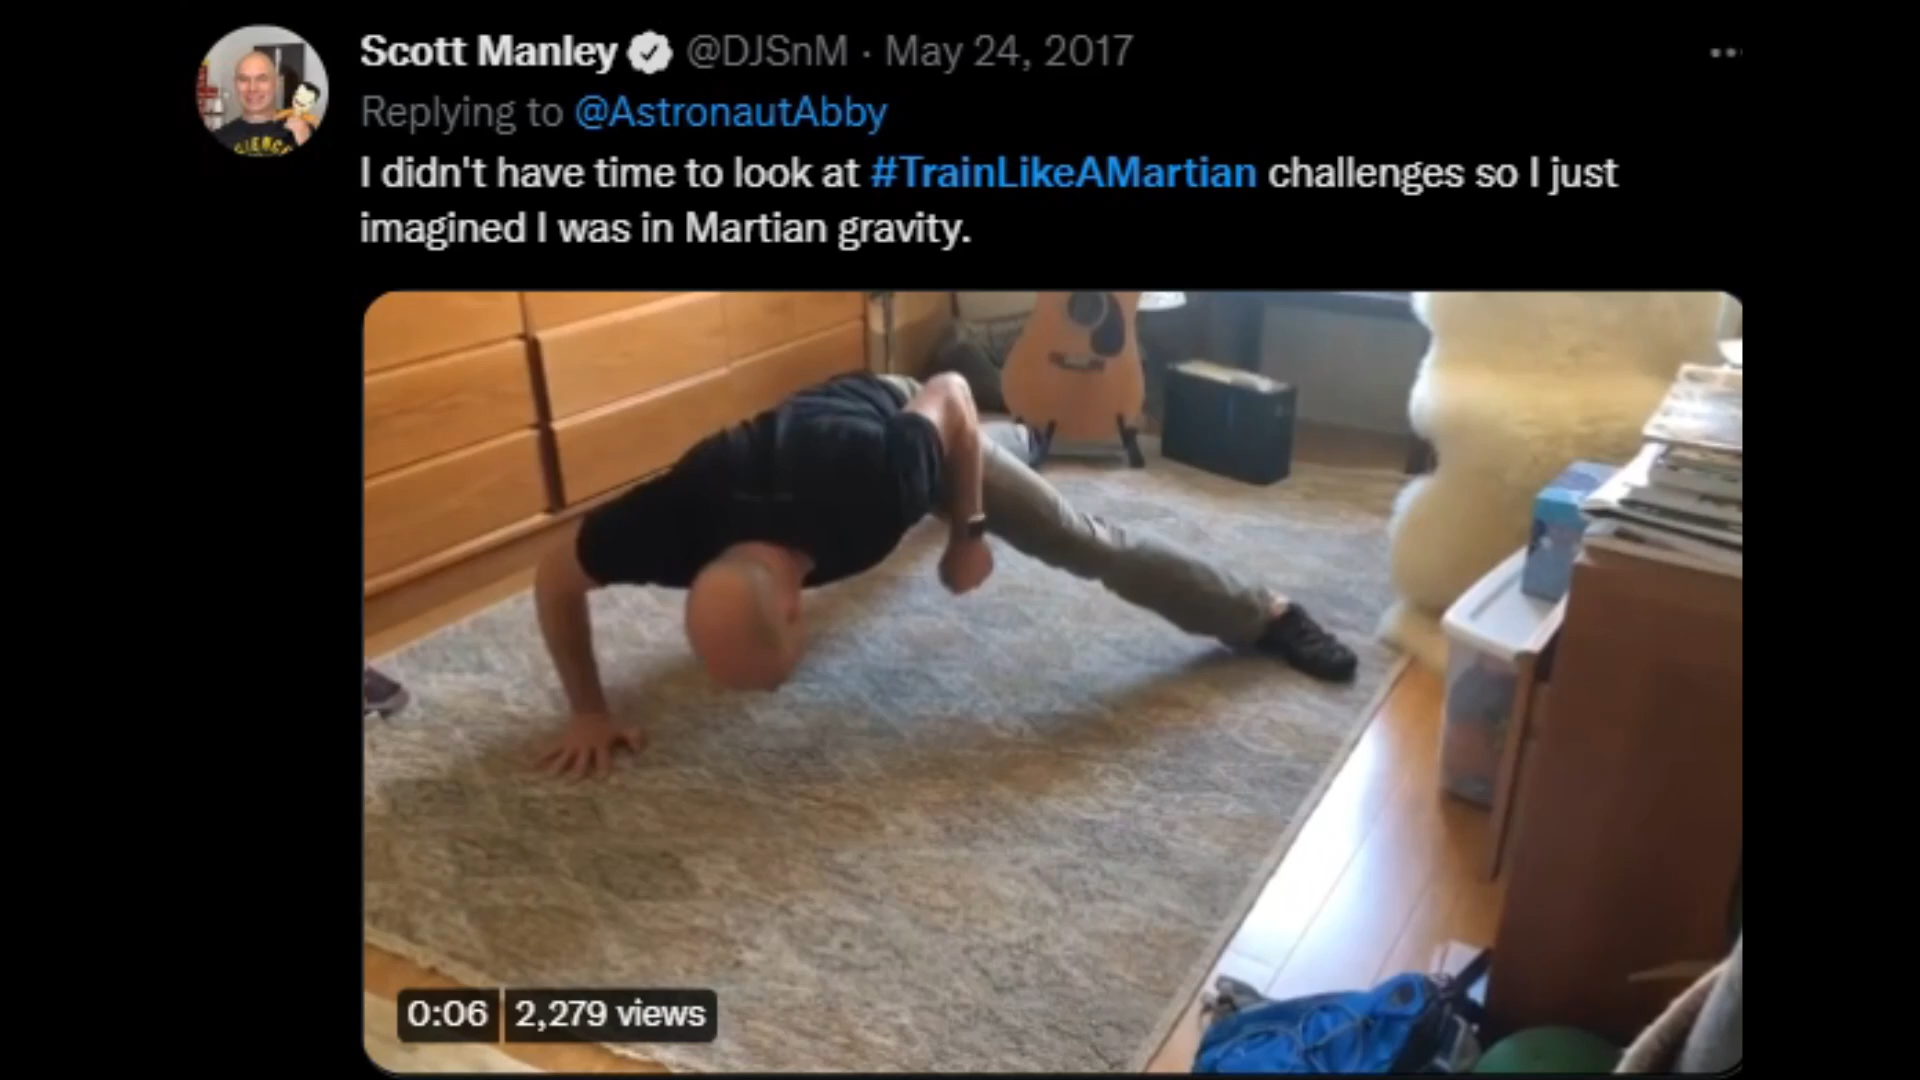 Scott Manley @DJSnM · May 24, 2017
Replying to @AstronautAbby
I didn't have time to look at #TrainLikeAMartian challenges so I just
imagined I was in Martian gravity.
0:06 2,279 views